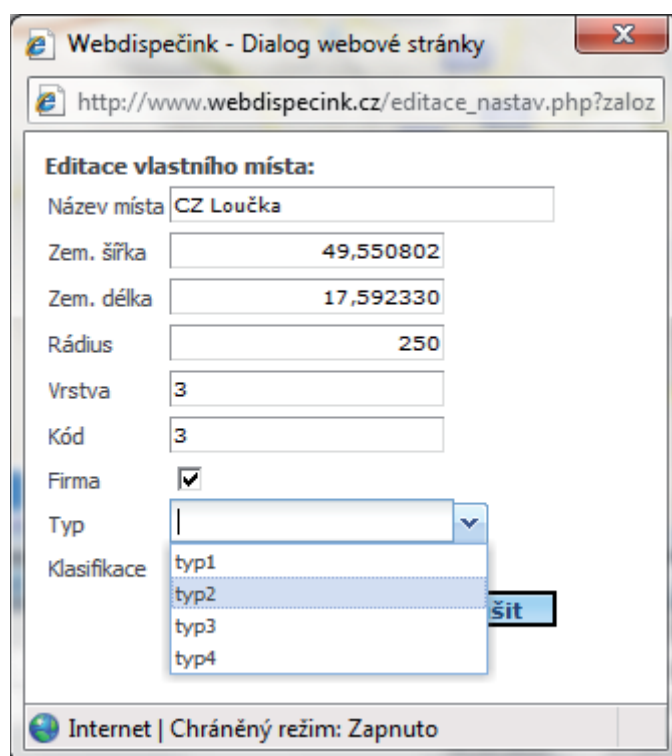 Webdispečink - Dialog webové stránky
http://www.webdispecink.cz/editace_nastav.php?zaloz
Editace vlastního místa:
Název místa CZ Loučka
Zem. šířka 49,550802
Zem. délka 17,592330
Rádius 250
Vrstva 3
Kód 3
Firma
Typ
Klasifikace
typ1
typ2
šit
typ3
typ4
Internet | Chráněný režim: Zapnuto